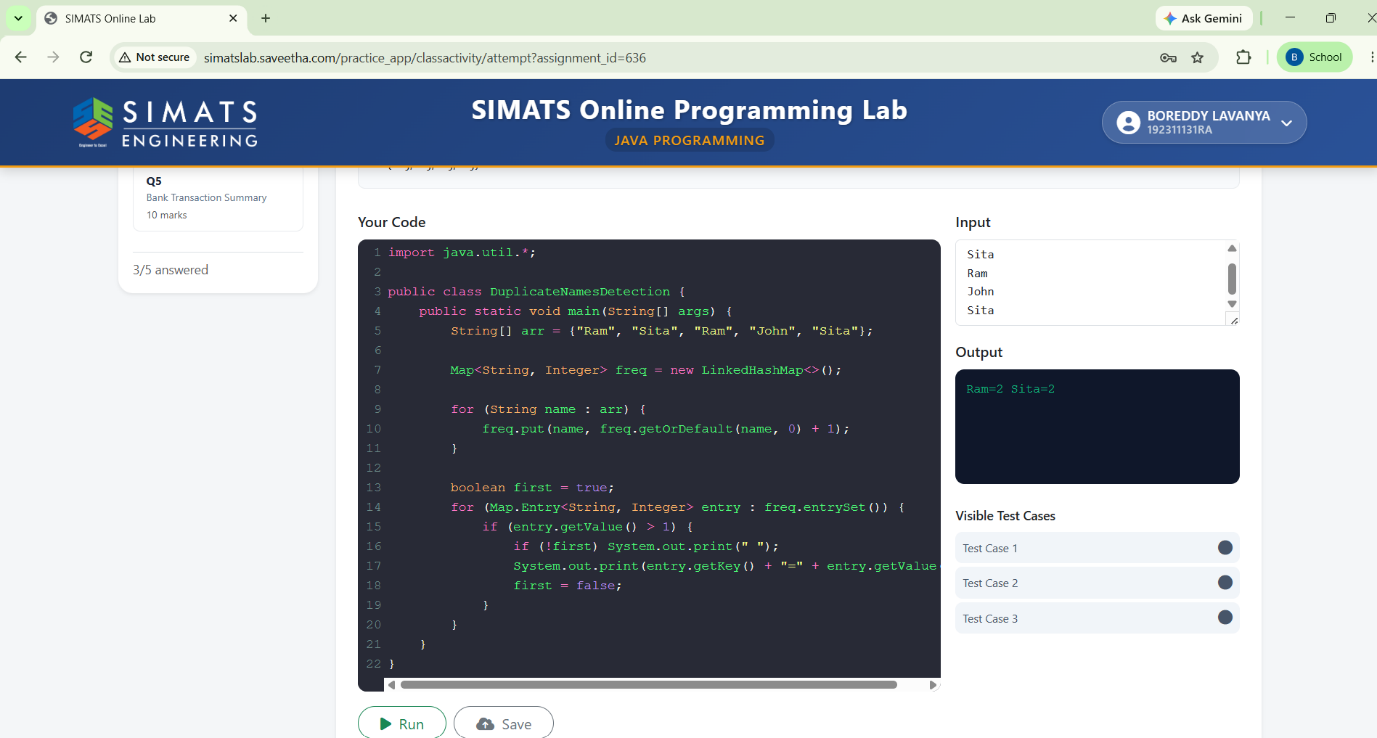 SIMATS Online Lab
Ask Gemini
Not secure
simatslab.saveetha.com/practice_app/classactivity/attempt?assignment_id=636
B
School
SIMATS
ENGINEERING
SIMATS Online Programming Lab
JAVA PROGRAMMING
BOREDDY LAVANYA
192311131RA
Q5
Bank Transaction Summary
10 marks
3/5 answered
Your Code
1 import java.util.*;
2
3 public class DuplicateNamesDetection {
4     public static void main(String[] args) {
5         String[] arr = {"Ram", "Sita", "Ram", "John", "Sita"};
6
7         Map<String, Integer> freq = new LinkedHashMap<>();
8
9         for (String name : arr) {
10             freq.put(name, freq.getOrDefault(name, 0) + 1);
11         }
12
13         boolean first = true;
14         for (Map.Entry<String, Integer> entry : freq.entrySet()) {
15             if (entry.getValue() > 1) {
16                 if (!first) System.out.print(" ");
17                 System.out.print(entry.getKey() + "=" + entry.getValue
18                 first = false;
19             }
20         }
21     }
22 }
Run
Save
Input
Sita
Ram
John
Sita
Output
Ram=2 Sita=2
Visible Test Cases
Test Case 1
Test Case 2
Test Case 3